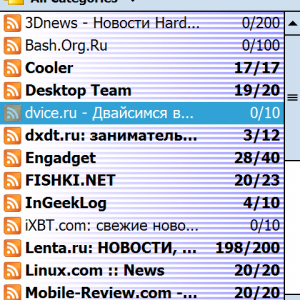 All Categories
3Dnews - Новости Hard... 0/200
Bash.Org.Ru 0/100
Cooler 17/17
Desktop Team 19/20
dvice.ru - Двайсимся в... 0/10
dxdt.ru: заниматель... 3/12
Engadget 28/40
FISHKI.NET 20/23
InGeekLog 4/10
iXBT.com: свежие ново... 0/10
Lenta.ru: НОВОСТИ, ... 198/200
Linux.com :: News 20/20
Mobile-Review.com - ... 20/20